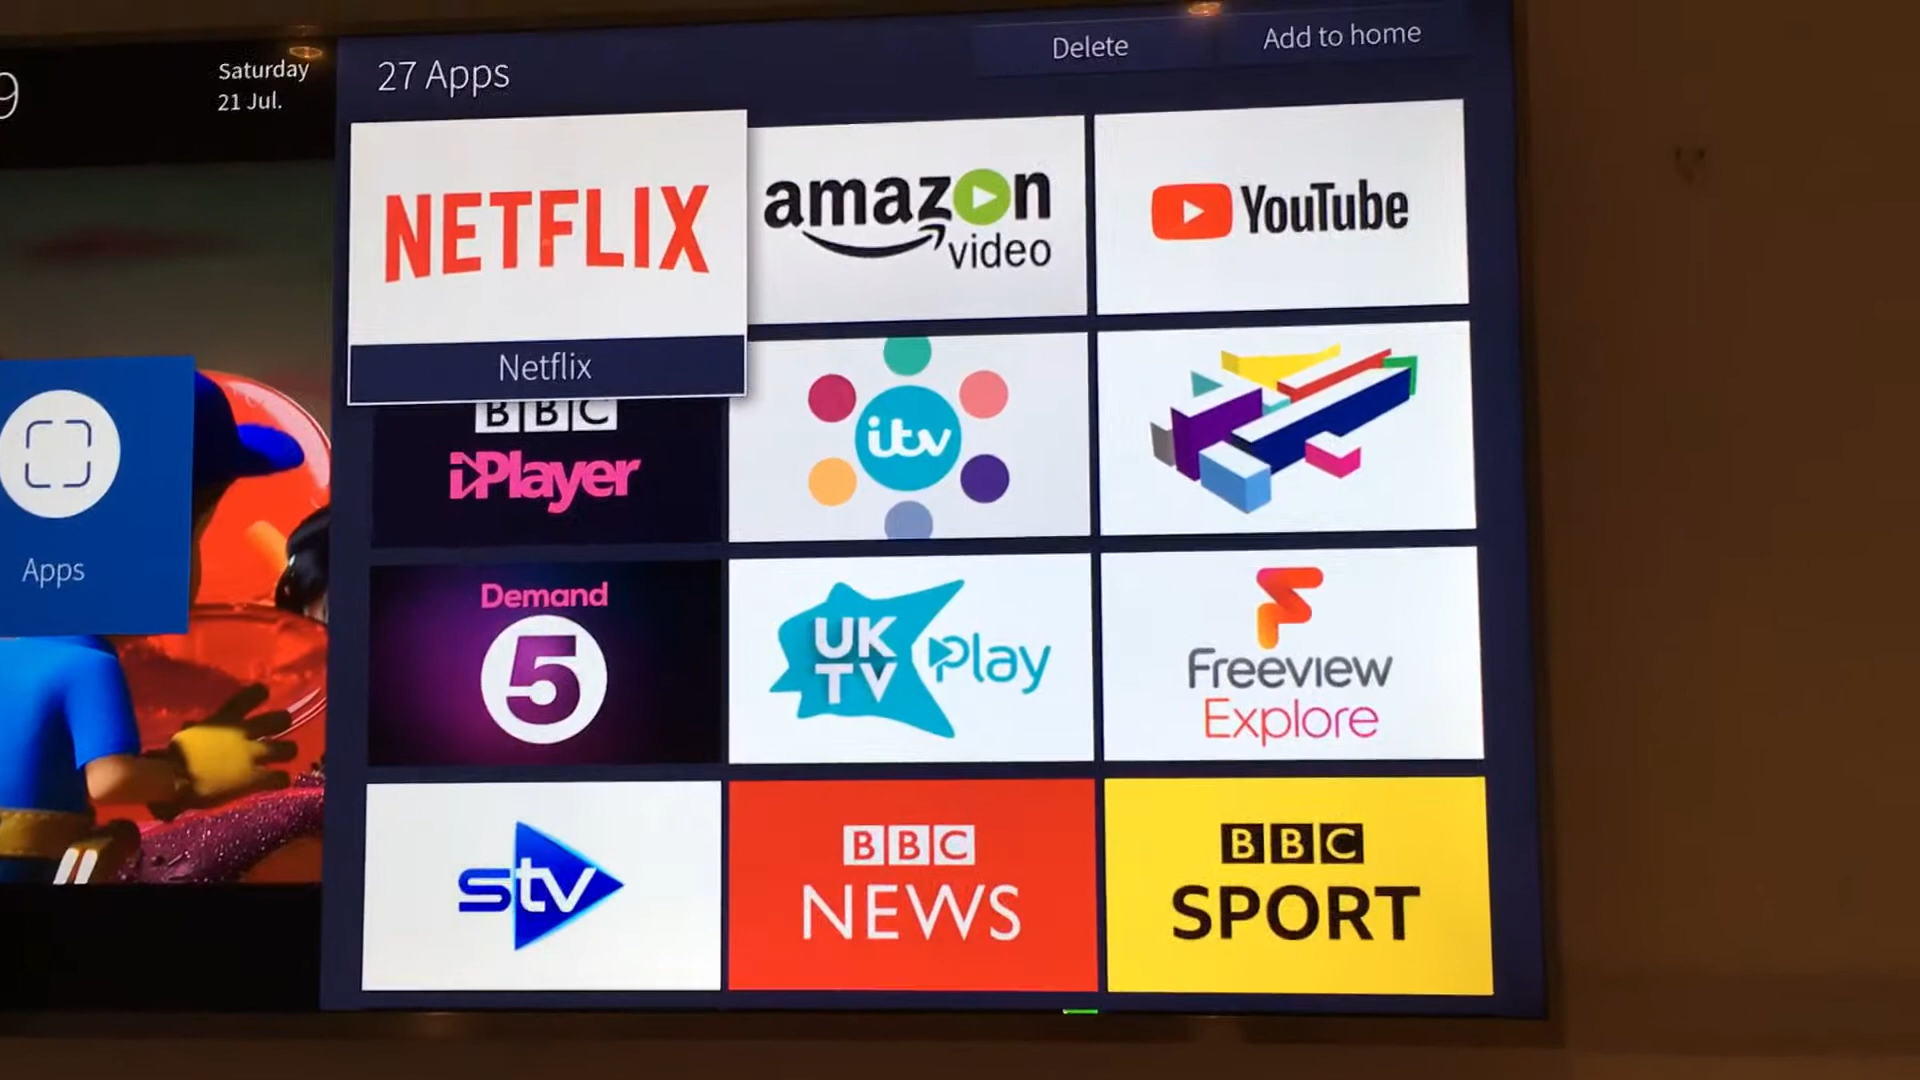 9
Saturday
21 Jul.
27 Apps
Delete
Add to home
NETFLIX
Netflix
amazon
video
YouTube
BBC
iPlayer
itv
Apps
Demand
5
UK
TV
Play
Freeview
Explore
stv
BBC
NEWS
BBC
SPORT